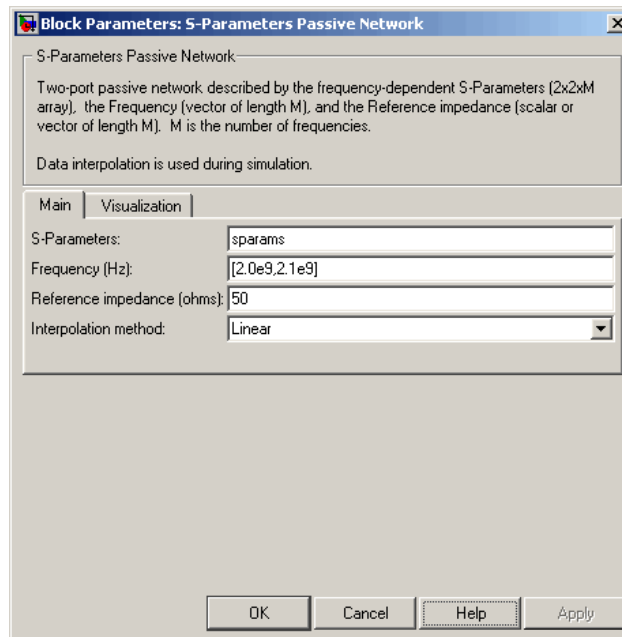 Block Parameters: S-Parameters Passive Network
S-Parameters Passive Network
Two-port passive network described by the frequency-dependent S-Parameters (2x2xM
array),  the Frequency (vector of length M), and the Reference impedance (scalar or
vector of length M).  M is the number of frequencies.
Data interpolation is used during simulation.
Main Visualization
S-Parameters: sparams
Frequency (Hz): [2.0e9,2.1e9]
Reference impedance (ohms): 50
Interpolation method: Linear
OK Cancel Help Apply